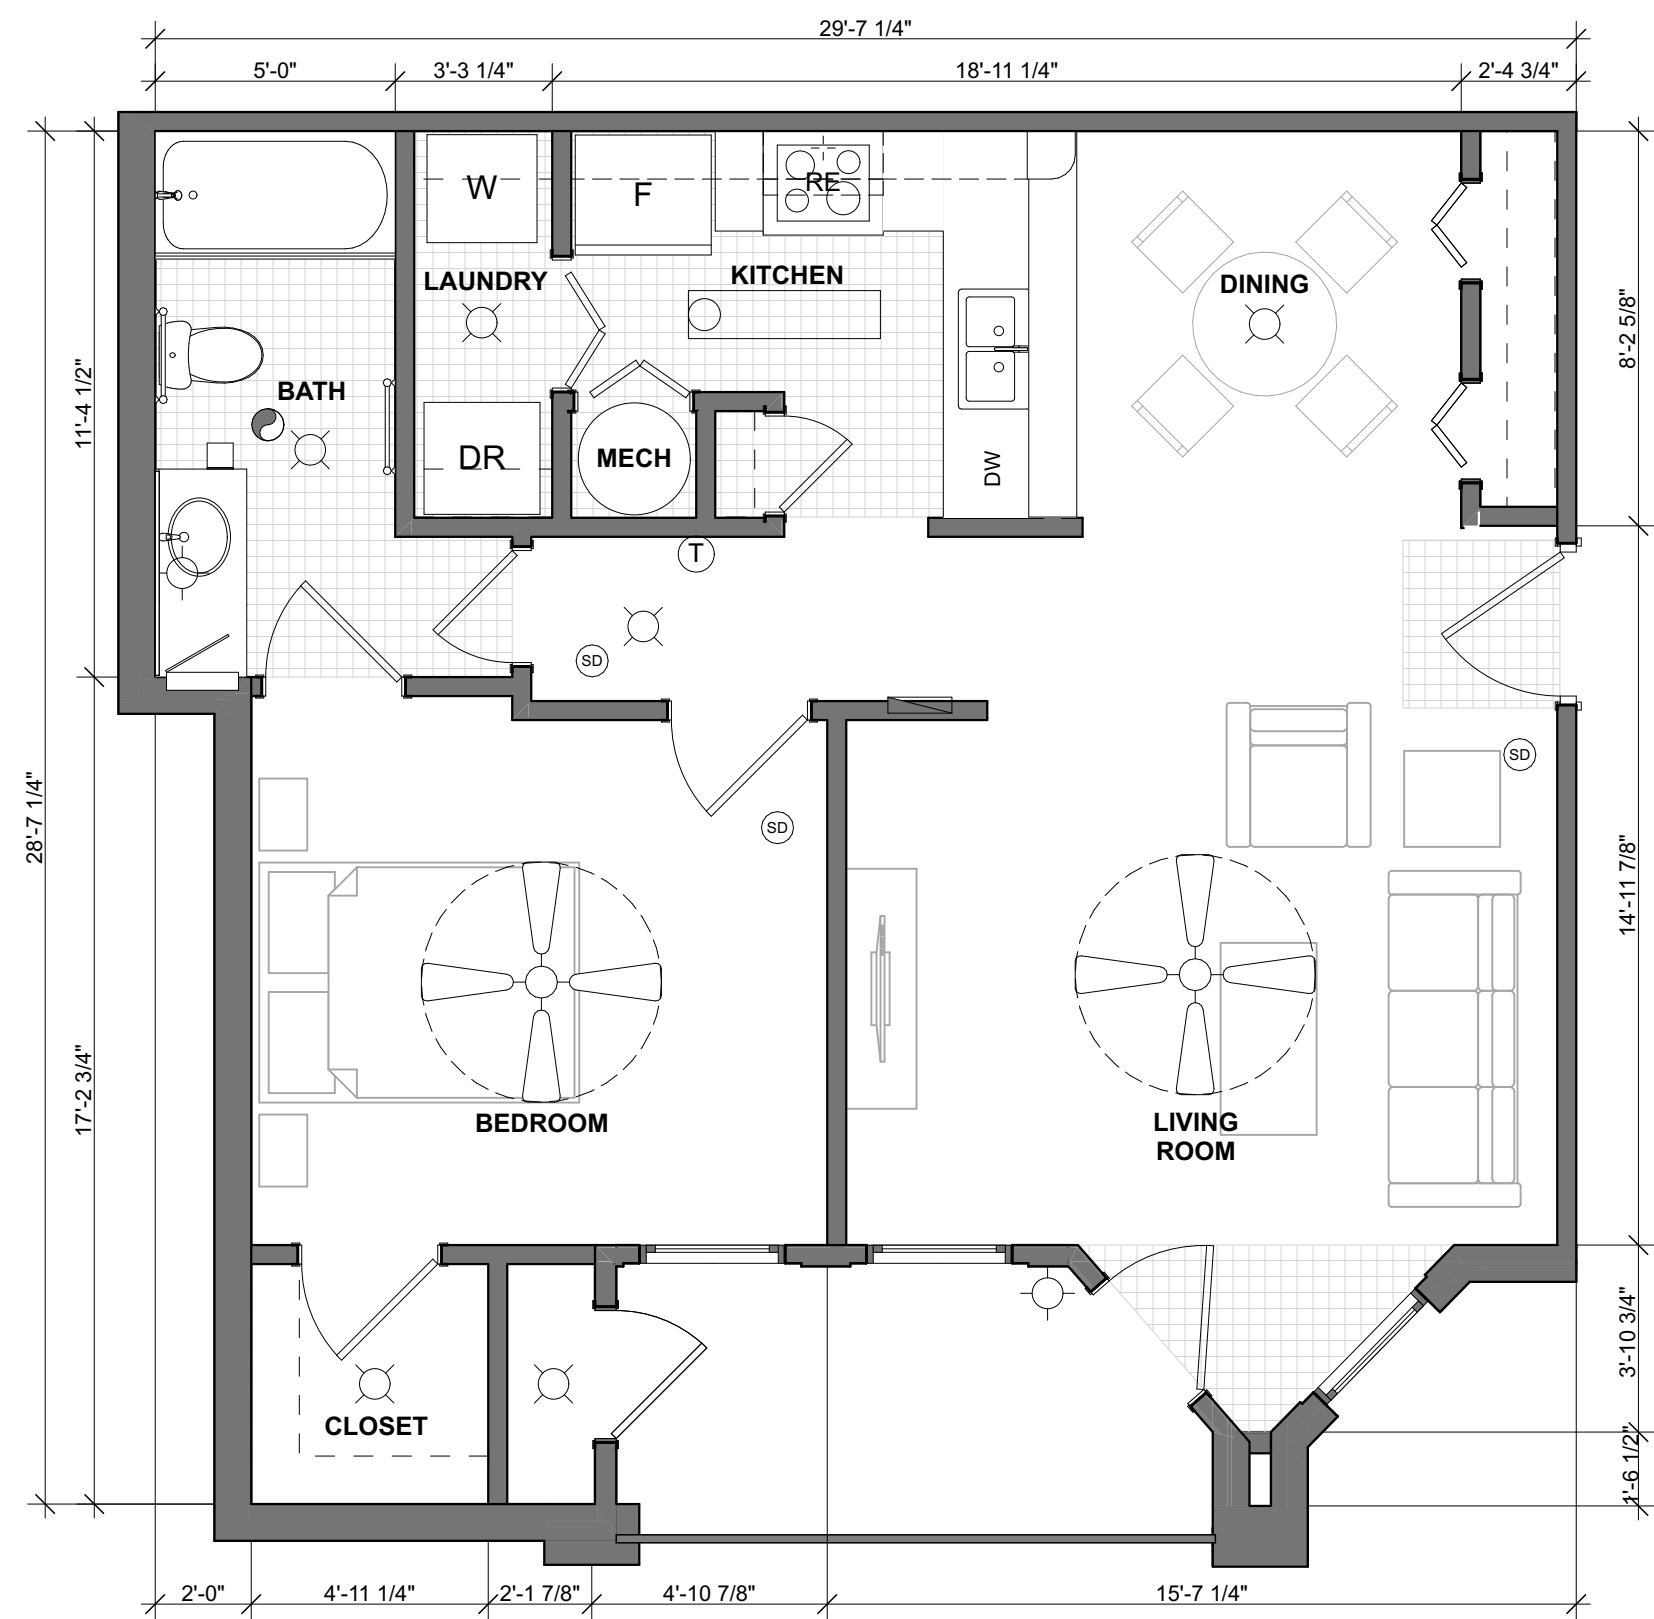 29'-7 1/4"
5'-0"
3'-3 1/4"
18'-11 1/4"
2'-4 3/4"
W
F
RE
LAUNDRY
KITCHEN
DINING
8'-2 5/8"
11'-4 1/2"
BATH
DR
MECH
DW
T
SD
SD
SD
28'-7 1/4"
14'-11 7/8"
17'-2 3/4"
BEDROOM
LIVING
ROOM
3'-10 3/4"
CLOSET
1'-6 1/2"
2'-0"
4'-11 1/4"
2'-1 7/8"
4'-10 7/8"
15'-7 1/4"